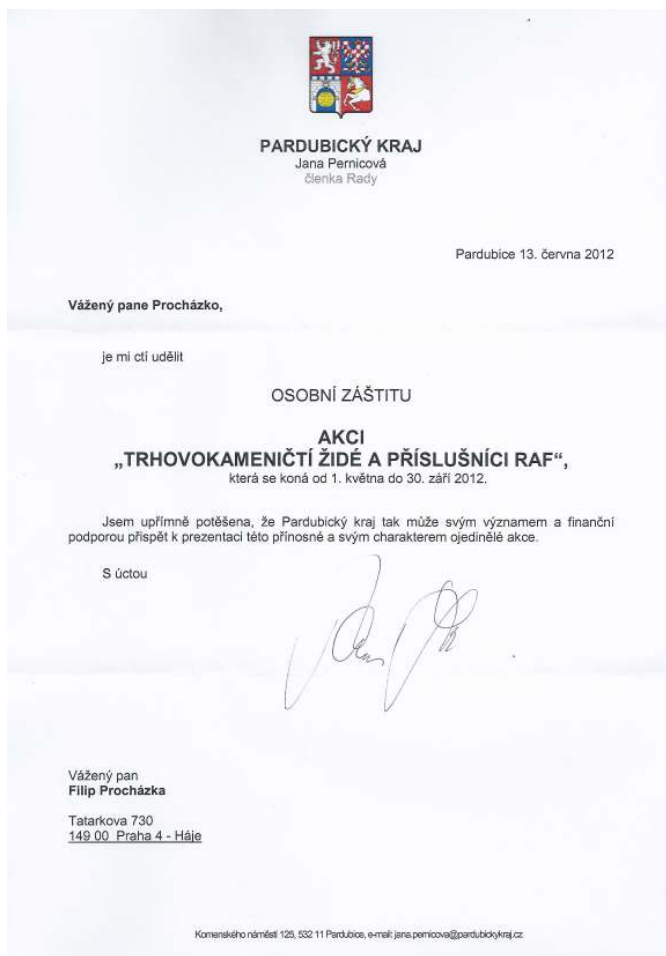 PARDUBICKÝ KRAJ
Jana Pernicová
členka Rady
Pardubice 13. června 2012
Vážený pane Procházko,
je mi ctí udělit
OSOBNÍ ZÁŠTITU
AKCI
„TRHOVOKAMENIČTÍ ŽIDÉ A PŘÍSLUŠNÍCI RAF“,
která se koná od 1. května do 30. září 2012.
Jsem upřímně potěšena, že Pardubický kraj tak může svým významem a finanční
podporou přispět k prezentaci této přínosné a svým charakterem ojedinělé akce.
S úctou
Vážený pan
Filip Procházka
Tatarkova 730
149 00 Praha 4 - Háje
Komenského náměstí 125, 532 11 Pardubice, e-mail: jana.pernicova@pardubickykraj.cz